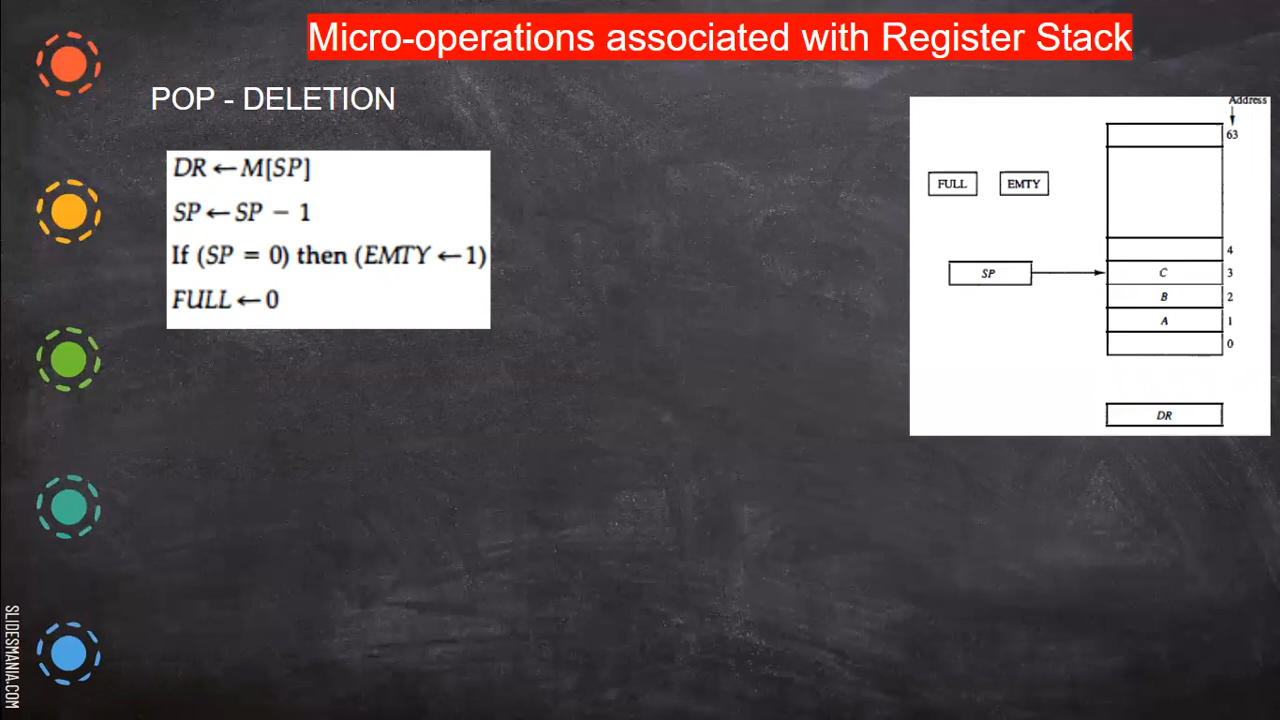 Micro-operations associated with Register Stack
POP - DELETION
DR ← M[SP]
SP ← SP − 1
If (SP = 0) then (EMTY ← 1)
FULL ← 0
Address
63
FULL EMTY
4
SP C 3
B 2
A 1
0
DR
SLIDESMANIA.COM